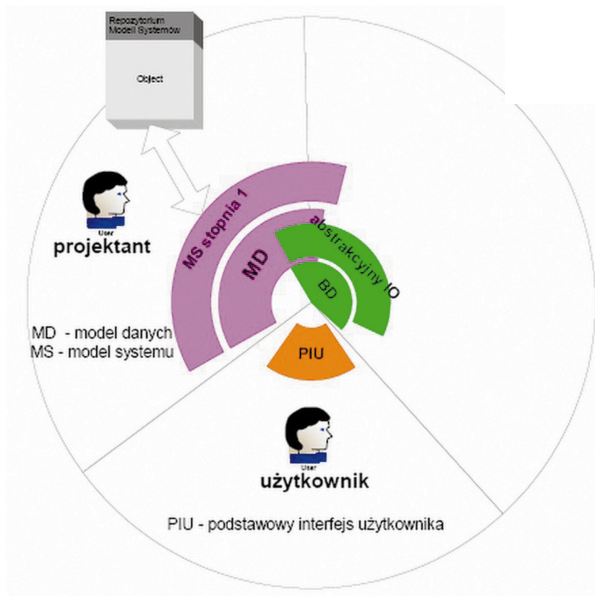 Repozytorium
Modeli Systemów
Object
User
projektant
MS stopnia 1
MD
abstrakcyjny IO
BD
MD - model danych
MS - model systemu
PIU
User
użytkownik
PIU - podstawowy interfejs użytkownika